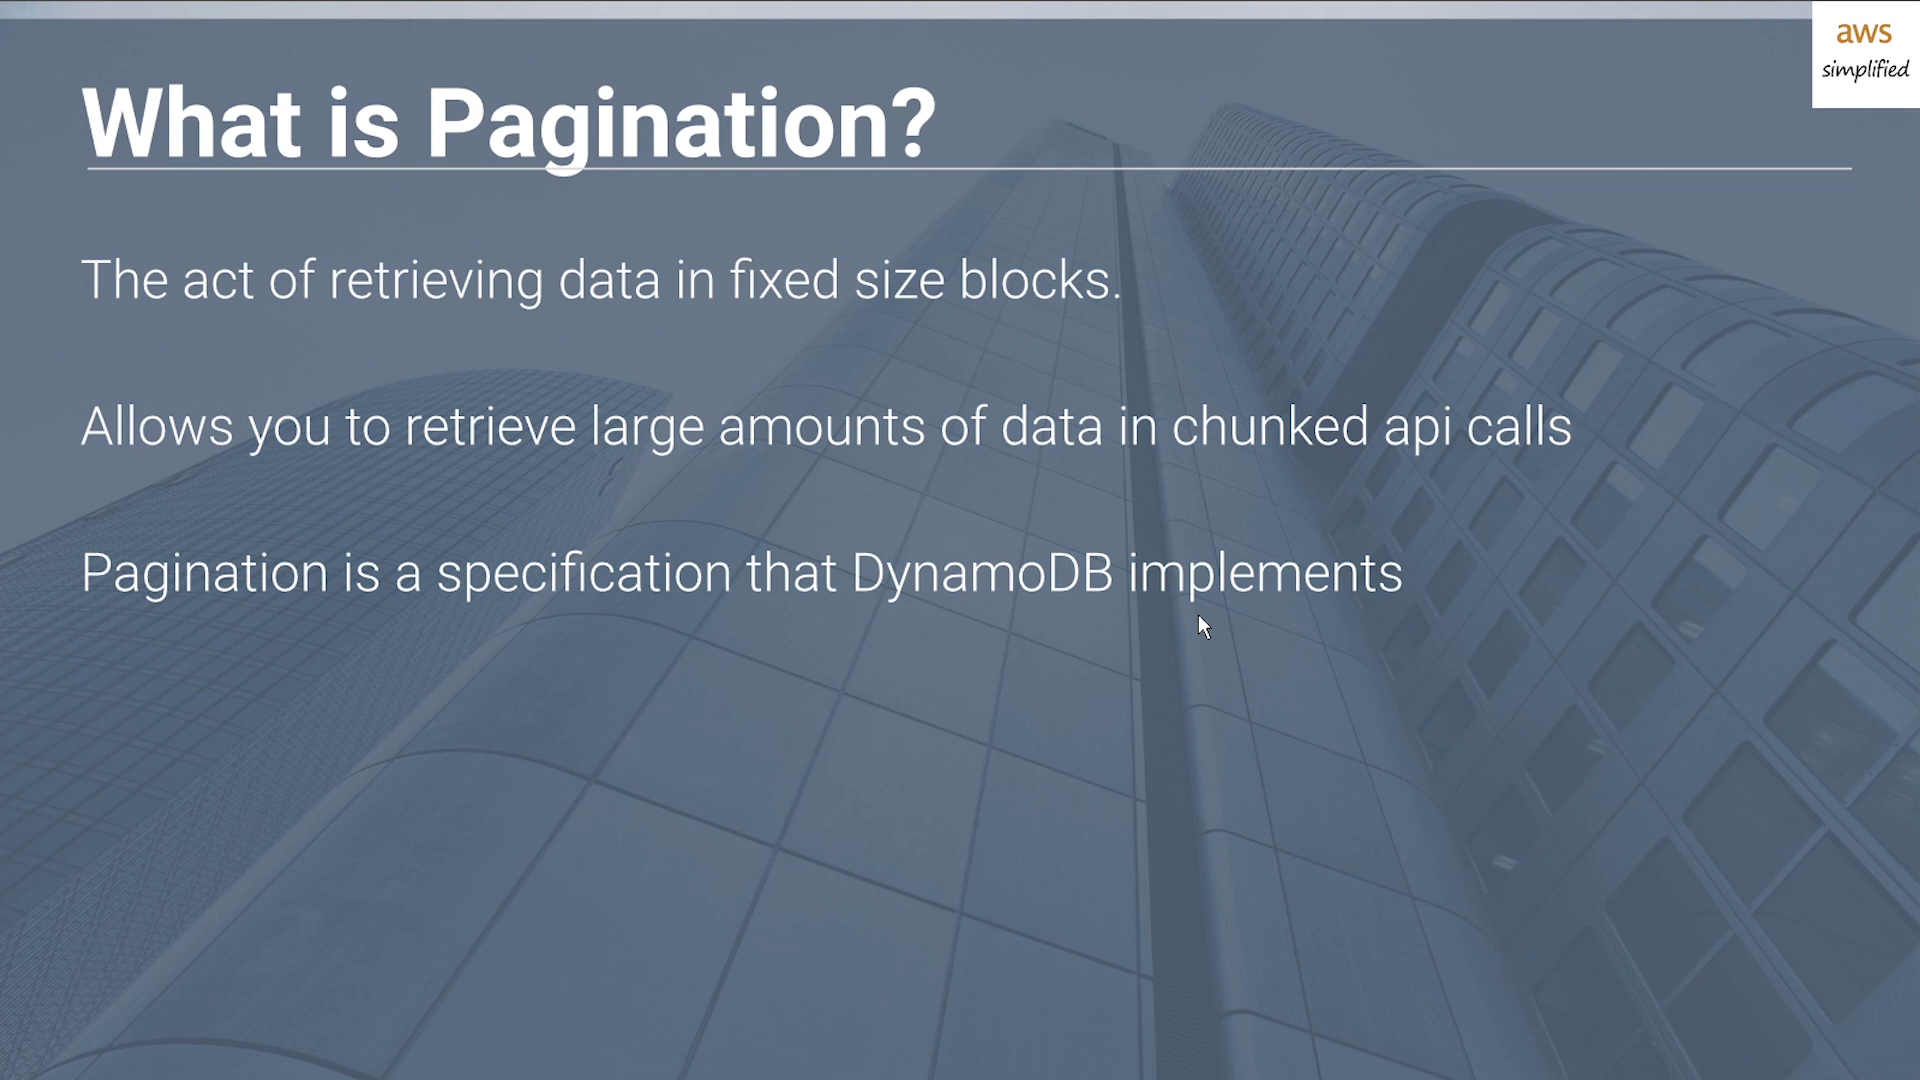 aws
simplified
What is Pagination?
The act of retrieving data in fixed size blocks.
Allows you to retrieve large amounts of data in chunked api calls
Pagination is a specification that DynamoDB implements